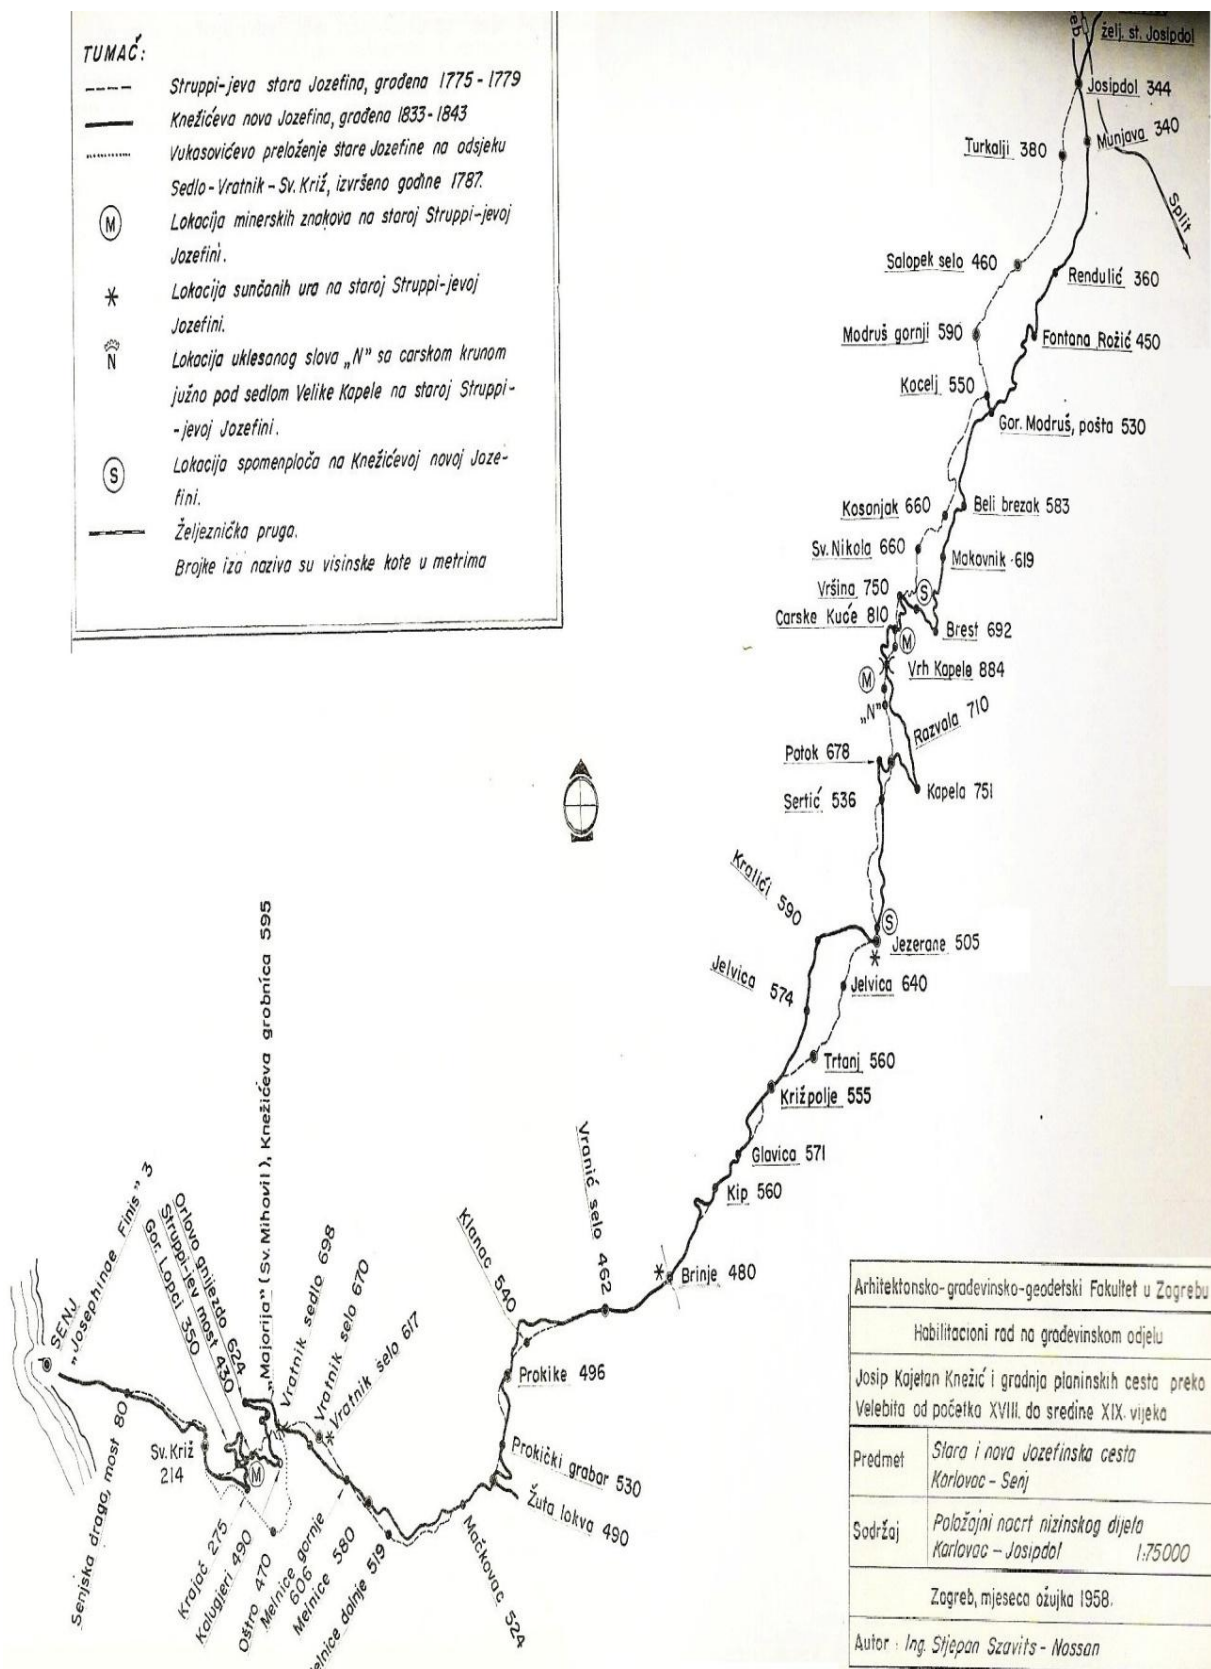 TUMAČ:
Struppi-jeva stara Jozefina, građena 1775 - 1779
Knežićeva nova Jozefina, građena 1833 - 1843
Vukasovićevo preloženje stare Jozefine na odsjeku
Sedlo - Vratnik - Sv. Križ, izvršeno godine 1787.
M
Lokacija minerskih znakova na staroj Struppi-jevoj
Jozefini.
Lokacija sunčanih ura na staroj Struppi-jevoj
Jozefini.
N
Lokacija uklesanog slova „N" sa carskom krunom
južno pod sedlom Velike Kapele na staroj Struppi-
-jevoj Jozefini.
S
Lokacija spomenploča na Knežićevoj novoj Joze-
fini.
Željeznička pruga.
Brojke iza naziva su visinske kote u metrima
želj. st. Josipdol
Josipdol 344
Munjava 340
Turkalji 380
Split
Salopek selo 460
Rendulić 360
Modruš gornji 590
Fontana Rožić 450
Kocelj 550
Gor. Modruš, pošta 530
Kosanjak 660
Beli brezak 583
Sv. Nikola 660
Makovnik 619
Vršina 750
S
Carske Kuće 810
Brest 692
M
Vrh Kapele 884
M
„N"
Razvala 710
Potok 678
Kapela 751
Sertić 536
Kralići 590
S
Jezerane 505
Jelvica 574
Jelvica 640
Trtanj 560
Križpolje 555
Glavica 571
Kip 560
Brinje 480
Vranić selo 462
Klanac 540
Prokike 496
Prokički grabar 530
Žuta lokva 490
Mačkovac 524
„Majorija" (Sv. Mihovil), Knežićeva grobnica 595
Vratnik sedlo 698
Vratnik selo 670
Vratnik selo 617
Orlovo gnijezdo 624
Struppi-jev most 430
Gor. Lopci 350
SENJ
„Josephinae Finis" 3
Senjska draga, most 80
Sv. Križ
214
M
Krajač 275
Kalugjeri 490
Oštro 470
Melnice gornje
606
Melnice 580
elnice dolnje 519
Arhitektonsko-građevinsko-geodetski Fakultet u Zagrebu
Habilitacioni rad na građevinskom odjelu
Josip Kajetan Knežić i gradnja planinskih cesta preko
Velebita od početka XVIII. do sredine XIX. vijeka
Predmet
Stara i nova Jozefinska cesta
Karlovac - Senj
Sadržaj
Položajni nacrt nizinskog dijela
Karlovac - Josipdol 1:75000
Zagreb, mjeseca ožujka 1958.
Autor : Ing. Stjepan Szavits - Nossan